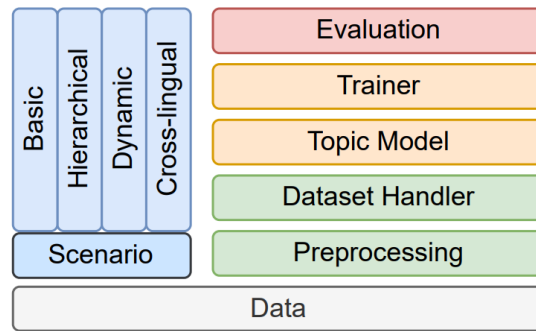 Basic
Hierarchical
Dynamic
Cross-lingual
Scenario
Evaluation
Trainer
Topic Model
Dataset Handler
Preprocessing
Data